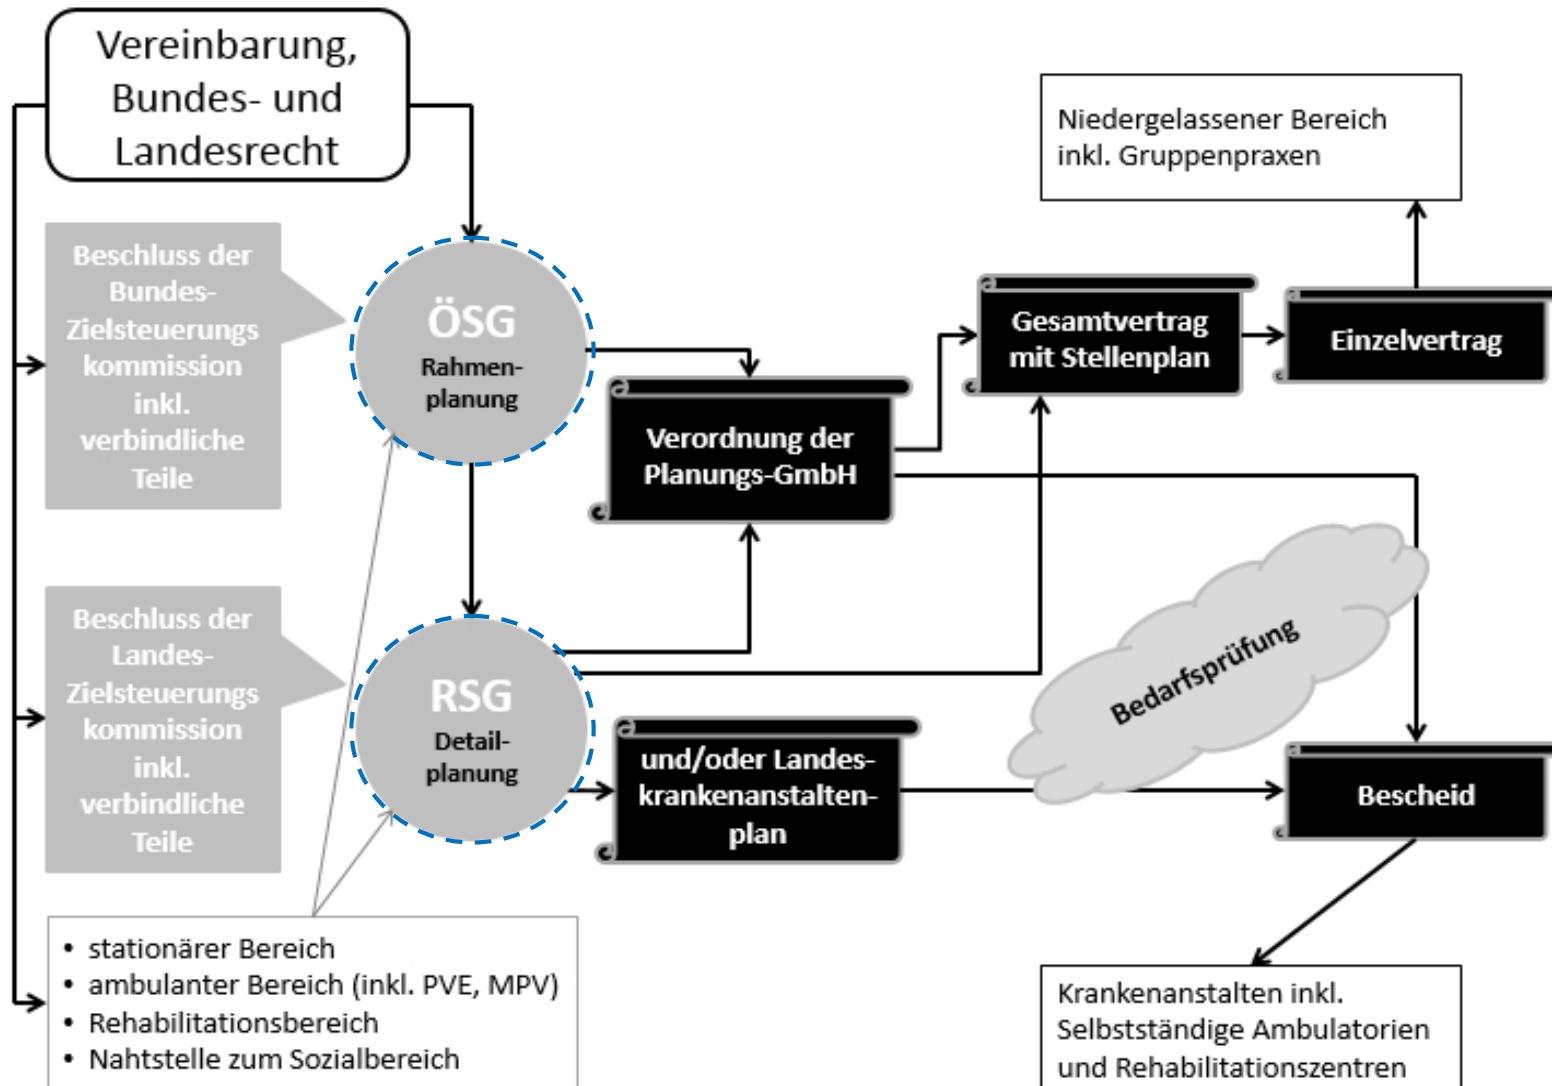 Vereinbarung,
Bundes- und
Landesrecht
Niedergelassener Bereich
inkl. Gruppenpraxen
Beschluss der
Bundes-
Zielsteuerungs
kommission
inkl.
verbindliche
Teile
ÖSG
Rahmen-
planung
Gesamtvertrag
mit Stellenplan
Einzelvertrag
Verordnung der
Planungs-GmbH
Beschluss der
Landes-
Zielsteuerungs
kommission
inkl.
verbindliche
Teile
RSG
Detail-
planung
und/oder Landes-
krankenanstalten-
plan
Bedarfsprüfung
Bescheid
• stationärer Bereich
• ambulanter Bereich (inkl. PVE, MPV)
• Rehabilitationsbereich
• Nahtstelle zum Sozialbereich
Krankenanstalten inkl.
Selbstständige Ambulatorien
und Rehabilitationszentren